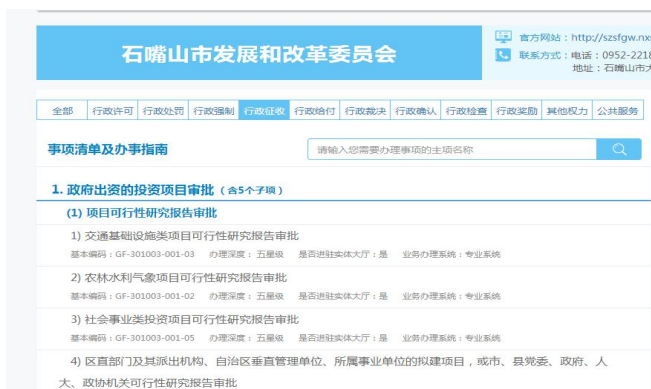 石嘴山市发展和改革委员会
官方网站：http://szsfgw.nx
联系方式：电话：0952-2218
地址：石嘴山市大
全部 行政许可 行政处罚 行政强制 行政征收 行政给付 行政裁决 行政确认 行政检查 行政奖励 其他权力 公共服务
事项清单及办事指南
请输入您需要办理事项的主项名称
1. 政府出资的投资项目审批（含5个子项）
(1) 项目可行性研究报告审批
1) 交通基础设施类项目可行性研究报告审批
基本编码：GF-301003-001-03 办理深度：五星级 是否进驻实体大厅：是 业务办理系统：专业系统
2) 农林水利气象项目可行性研究报告审批
基本编码：GF-301003-001-02 办理深度：五星级 是否进驻实体大厅：是 业务办理系统：专业系统
3) 社会事业类投资项目可行性研究报告审批
基本编码：GF-301003-001-05 办理深度：五星级 是否进驻实体大厅：是 业务办理系统：专业系统
4) 区直部门及其派出机构、自治区垂直管理单位、所属事业单位的拟建项目，或市、县党委、政府、人
大、政协机关可行性研究报告审批